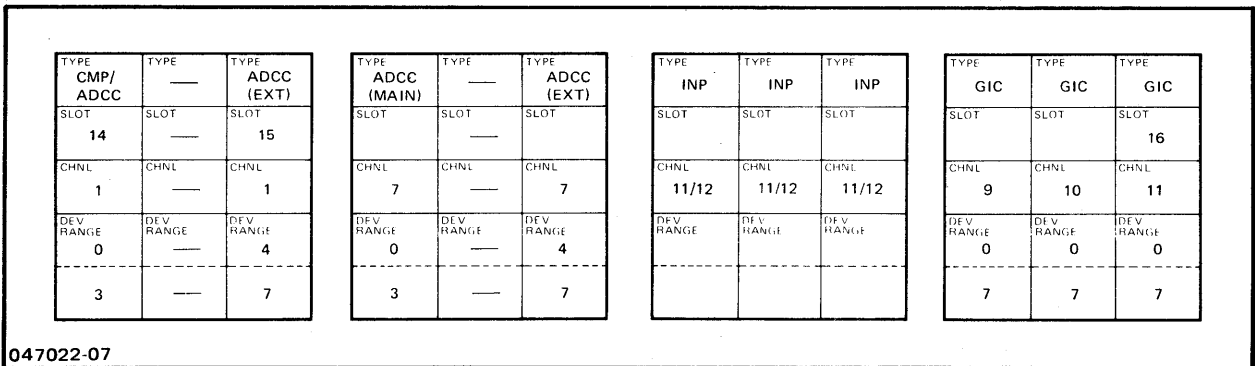 TYPE TYPE TYPE
CMP/ — ADCC
ADCC (EXT)
SLOT SLOT SLOT
14 — 15
CHNL CHNL CHNL
1 — 1
DEV DEV DEV
RANGE RANGE RANGE
0 — 4
3 — 7
TYPE TYPE TYPE
ADCC — ADCC
(MAIN) (EXT)
SLOT SLOT SLOT
—
CHNL CHNL CHNL
7 — 7
DEV DEV DEV
RANGE RANGE RANGE
0 — 4
3 — 7
TYPE TYPE TYPE
INP INP INP
SLOT SLOT SLOT
CHNL CHNL CHNL
11/12 11/12 11/12
DEV DEV DEV
RANGE RANGE RANGE
TYPE TYPE TYPE
GIC GIC GIC
SLOT SLOT SLOT
16
CHNL CHNL CHNL
9 10 11
DEV DEV DEV
RANGE RANGE RANGE
0 0 0
7 7 7
047022-07